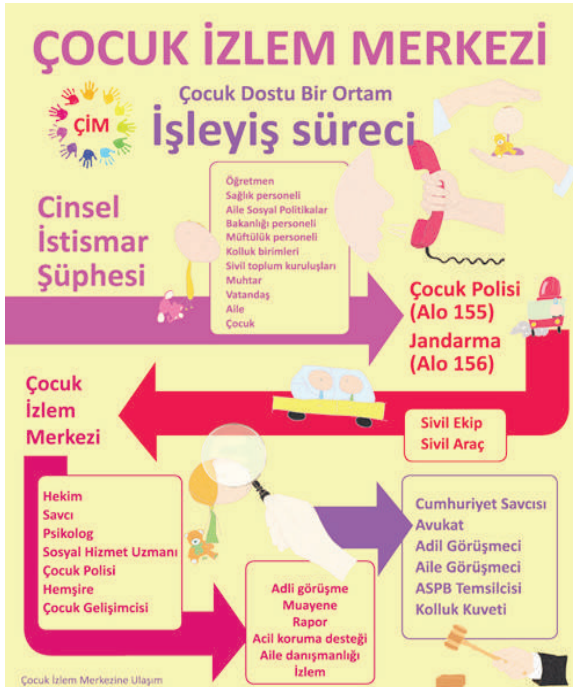 ÇOCUK İZLEM MERKEZİ
ÇİM
Çocuk Dostu Bir Ortam
İşleyiş süreci
Cinsel
İstismar
Şüphesi
Öğretmen
Sağlık personeli
Aile Sosyal Politikalar
Bakanlığı personeli
Müftülük personeli
Kolluk birimleri
Sivil toplum kuruluşları
Muhtar
Vatandaş
Aile
Çocuk
Çocuk Polisi
(Alo 155)
Jandarma
(Alo 156)
Sivil Ekip
Sivil Araç
Çocuk
İzlem
Merkezi
Hekim
Savcı
Psikolog
Sosyal Hizmet Uzmanı
Çocuk Polisi
Hemşire
Çocuk Gelişimcisi
Adli görüşme
Muayene
Rapor
Acil koruma desteği
Aile danışmanlığı
İzlem
Cumhuriyet Savcısı
Avukat
Adil Görüşmeci
Aile Görüşmeci
ASPB Temsilcisi
Kolluk Kuveti
Çocuk İzlem Merkezine Ulaşım